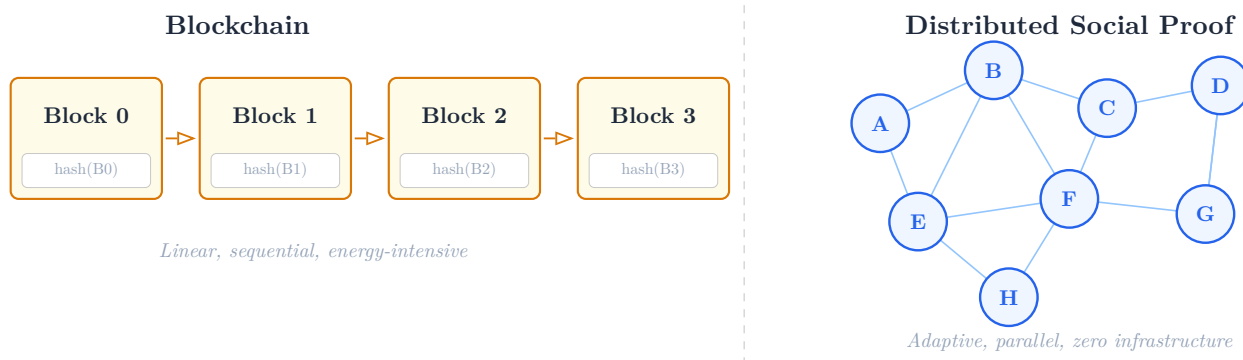 Blockchain
Block 0
Block 1
Block 2
Block 3
hash(B0)
hash(B1)
hash(B2)
hash(B3)
Linear, sequential, energy-intensive
Distributed Social Proof
B
D
C
A
F
G
E
H
Adaptive, parallel, zero infrastructure